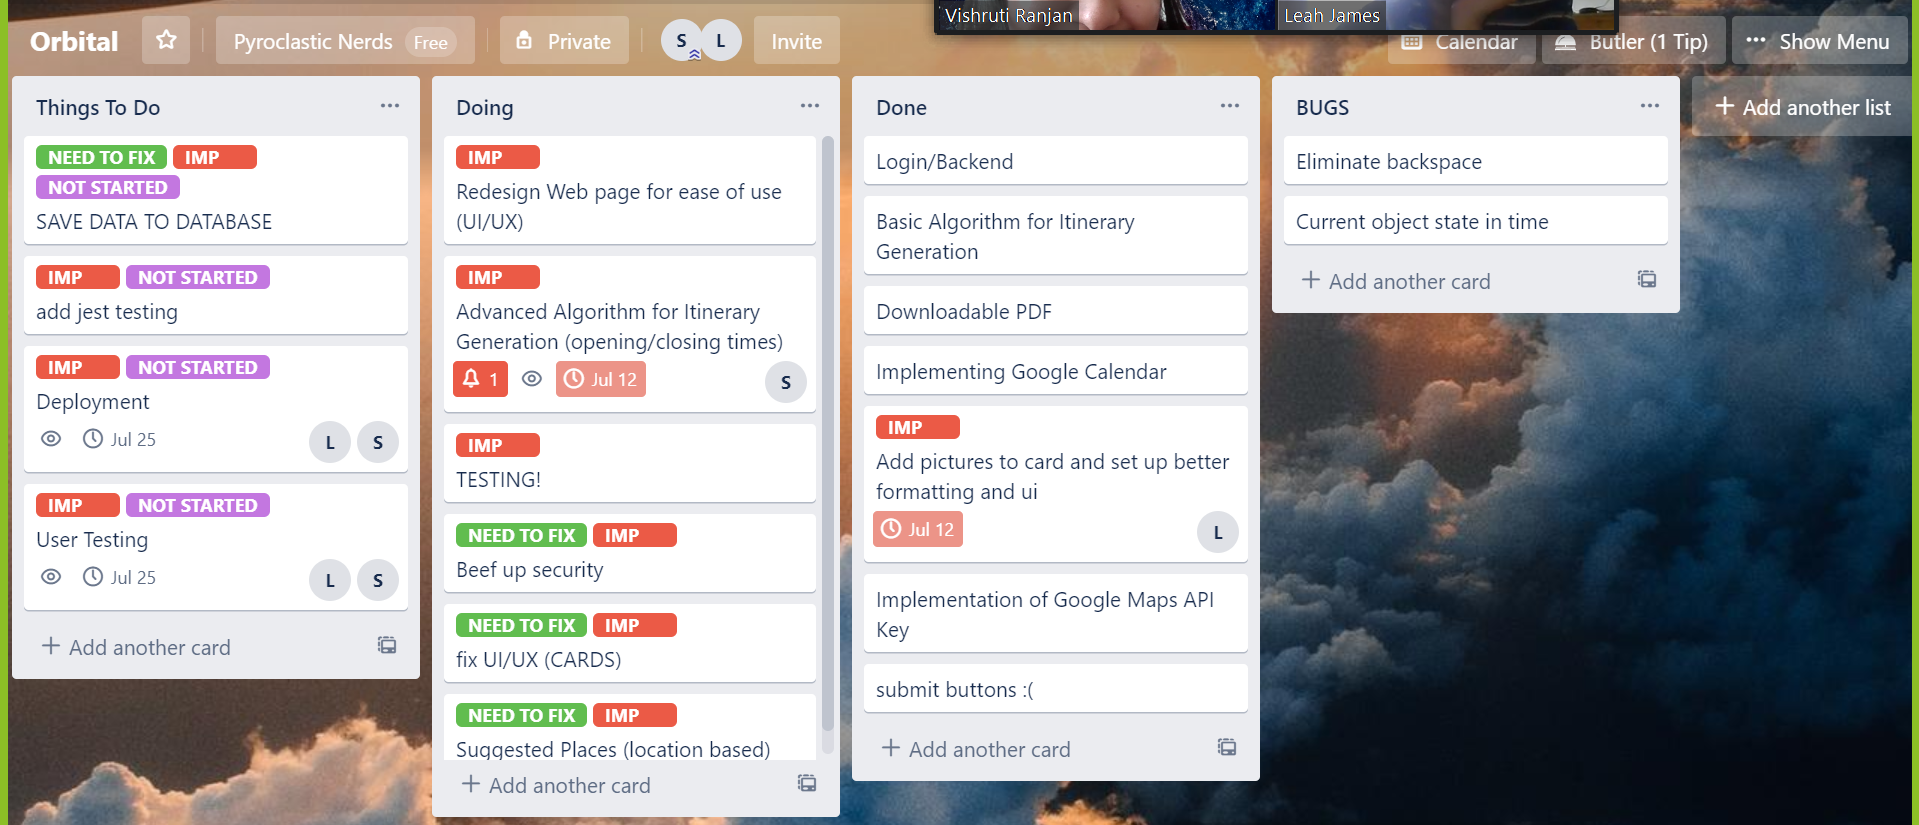 Vishruti Ranjan
Leah James
Orbital
Pyroclastic Nerds Free
Private
S L
Invite
Calendar
Butler (1 Tip)
Show Menu
Things To Do
NEED TO FIX IMP
NOT STARTED
SAVE DATA TO DATABASE
IMP NOT STARTED
add jest testing
IMP NOT STARTED
Deployment
Jul 25 L S
IMP NOT STARTED
User Testing
Jul 25 L S
+ Add another card
Doing
IMP
Redesign Web page for ease of use
(UI/UX)
IMP
Advanced Algorithm for Itinerary
Generation (opening/closing times)
1 Jul 12 S
IMP
TESTING!
NEED TO FIX IMP
Beef up security
NEED TO FIX IMP
fix UI/UX (CARDS)
NEED TO FIX IMP
Suggested Places (location based)
+ Add another card
Done
Login/Backend
Basic Algorithm for Itinerary
Generation
Downloadable PDF
Implementing Google Calendar
IMP
Add pictures to card and set up better
formatting and ui
Jul 12 L
Implementation of Google Maps API
Key
submit buttons :(
+ Add another card
BUGS
Eliminate backspace
Current object state in time
+ Add another card
+ Add another list